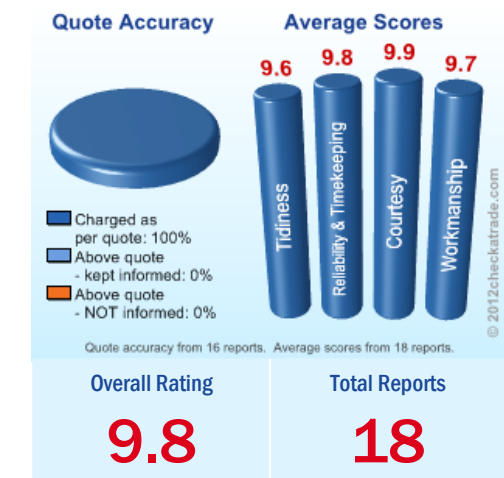 Quote Accuracy
Charged as
per quote: 100%
Above quote
- kept informed: 0%
Above quote
- NOT informed: 0%
Average Scores
9.6
9.8
9.9
9.7
Tidiness
Reliability & Timekeeping
Courtesy
Workmanship
© 2012checkatrade.com
Quote accuracy from 16 reports. Average scores from 18 reports.
Overall Rating
9.8
Total Reports
18